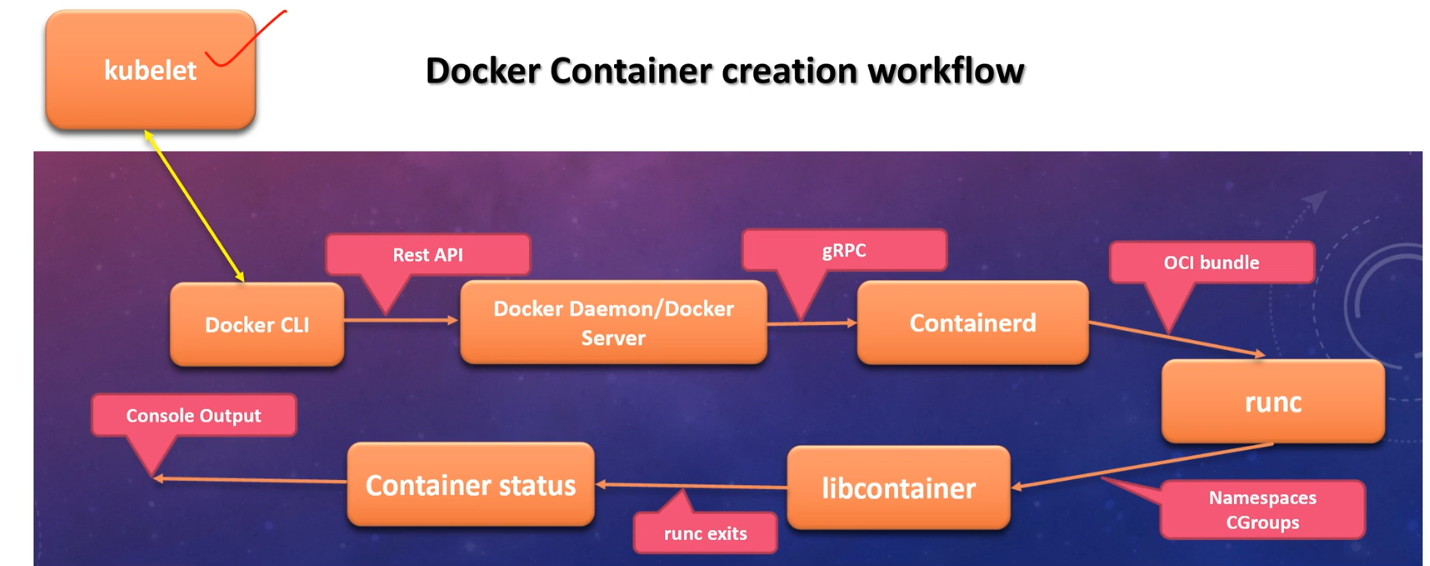 kubelet
Docker Container creation workflow
Rest API
gRPC
OCI bundle
Docker CLI
Docker Daemon/Docker
Server
Containerd
runc
Console Output
Container status
libcontainer
runc exits
Namespaces
CGroups